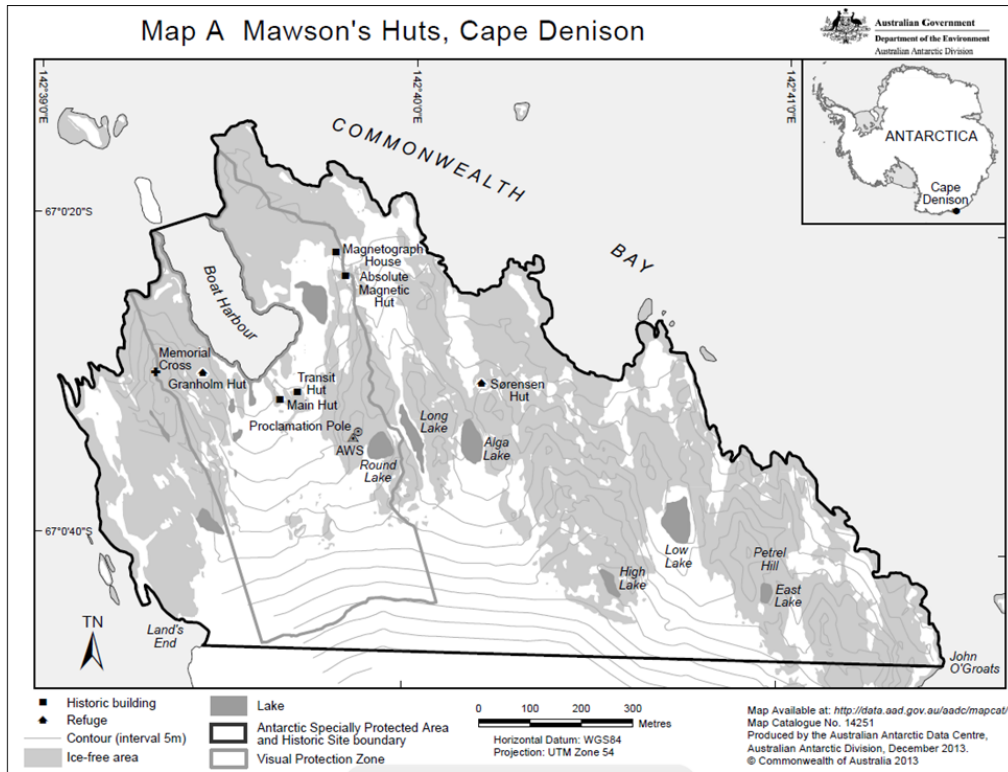 Map A Mawson's Huts, Cape Denison
Australian Government
Department of the Environment
Australian Antarctic Division
142°39'0"E
142°40'0"E
142°41'0"E
COMMONWEALTH
BAY
ANTARCTICA
Cape
Denison
67°0'20"S
Magnetograph
House
Absolute
Magnetic
Hut
Boat Harbour
Memorial
Cross
Granholm Hut
Transit
Hut
Main Hut
Sørensen
Hut
Proclamation Pole
AWS
Round
Lake
Long
Lake
Alga
Lake
67°0'40"S
Low
Lake
High
Lake
Petrel
Hill
East
Lake
TN
Land's
End
John
O'Groats
Historic building
Refuge
Contour (interval 5m)
Ice-free area
Lake
Antarctic Specially Protected Area
and Historic Site boundary
Visual Protection Zone
0 100 200 300
Metres
Horizontal Datum: WGS84
Projection: UTM Zone 54
Map Available at: http://data.aad.gov.au/aadc/mapcat/
Map Catalogue No. 14251
Produced by the Australian Antarctic Data Centre,
Australian Antarctic Division, December 2013.
© Commonwealth of Australia 2013